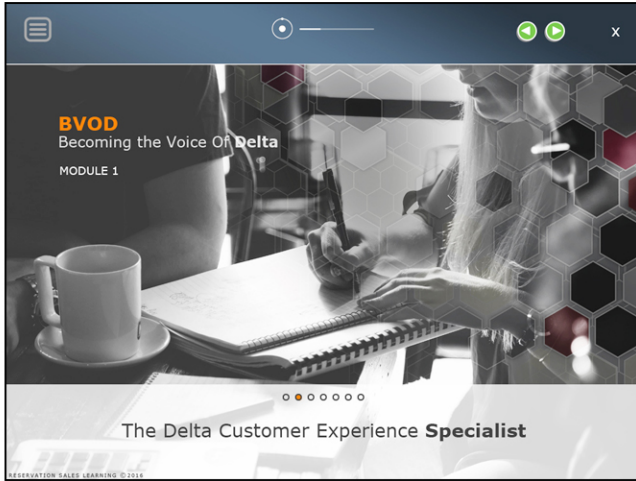 X
BVOD
Becoming the Voice Of Delta
MODULE 1
The Delta Customer Experience Specialist
RESERVATION SALES LEARNING ©2016